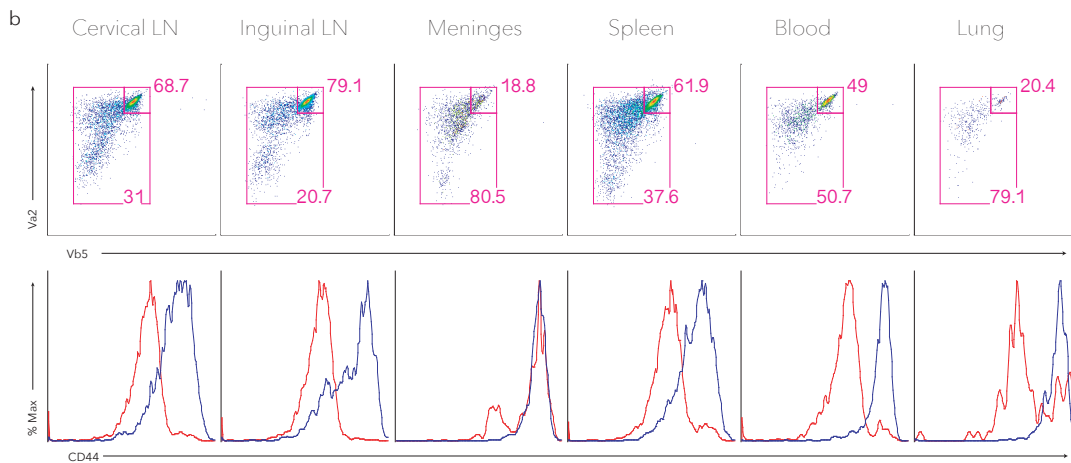 b
Cervical LN
Inguinal LN
Meninges
Spleen
Blood
Lung
68.7
79.1
18.8
61.9
49
20.4
31
20.7
80.5
37.6
50.7
79.1
Va2
Vb5
% Max
CD44